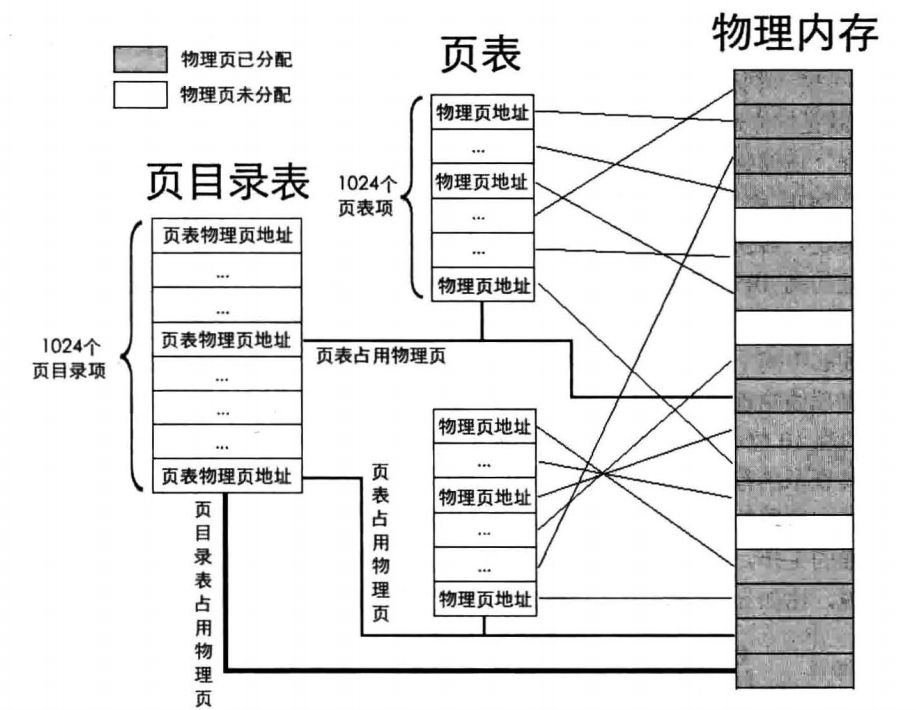 物理内存
页表
物理页已分配
物理页未分配
物理页地址
...
物理页地址
...
...
物理页地址
1024个
页表项
页目录表
页表物理页地址
...
...
页表物理页地址
...
...
...
页表物理页地址
1024个
页目录项
页表占用物理页
物理页地址
...
物理页地址
...
...
物理页地址
页表占用物理页
页目录表占用物理页